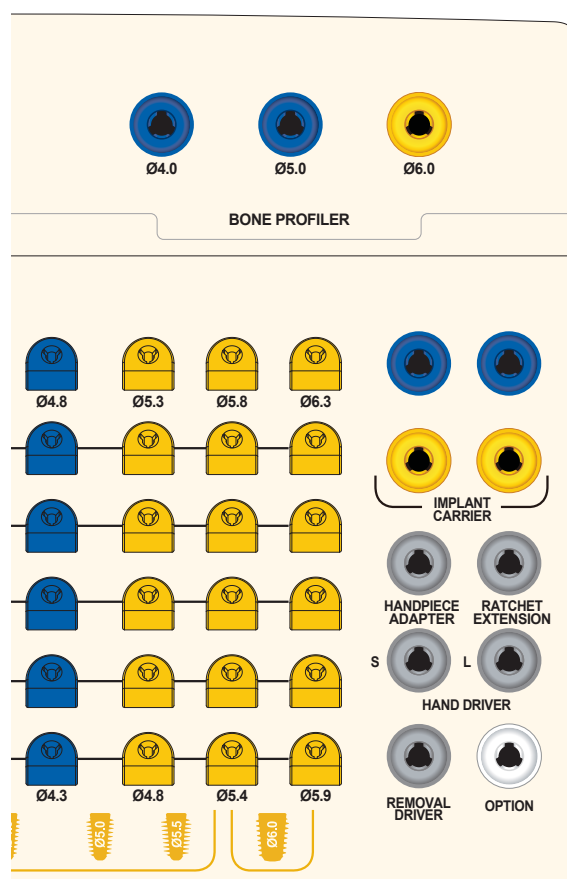 Ø4.0 Ø5.0 Ø6.0
BONE PROFILER
Ø4.8 Ø5.3 Ø5.8 Ø6.3
IMPLANT
CARRIER
HANDPIECE
ADAPTER
RATCHET
EXTENSION
S L
HAND DRIVER
Ø4.3 Ø4.8 Ø5.4 Ø5.9
REMOVAL
DRIVER
OPTION
Ø5.0 Ø5.5 Ø6.0